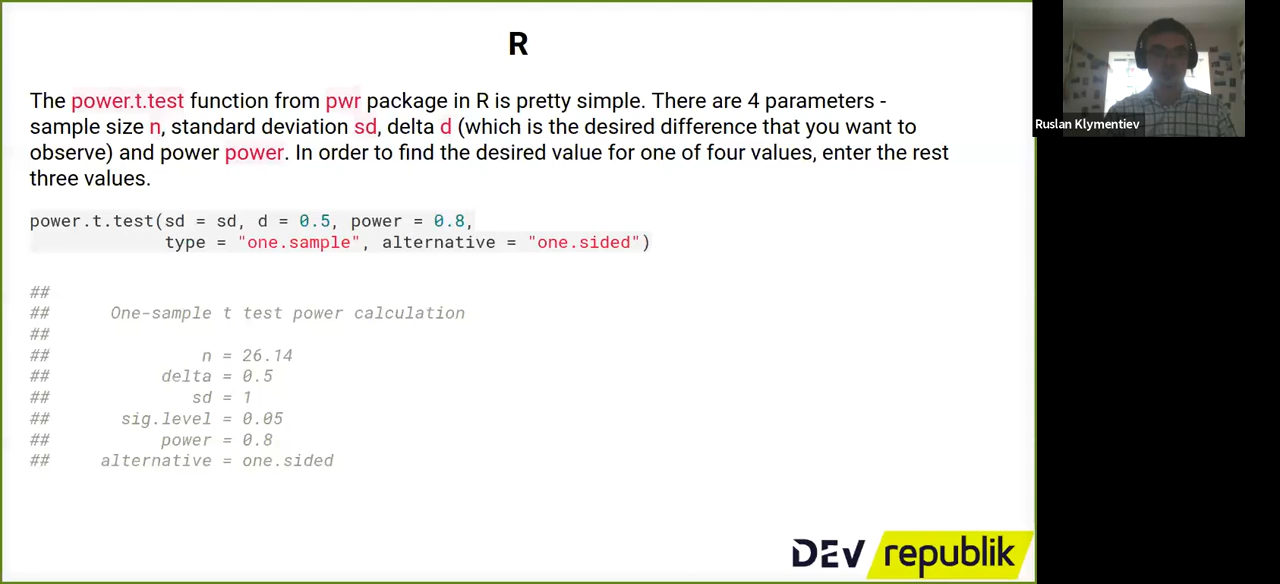 R
The power.t.test function from pwr package in R is pretty simple. There are 4 parameters -
sample size n, standard deviation sd, delta d (which is the desired difference that you want to
observe) and power power. In order to find the desired value for one of four values, enter the rest
three values.
power.t.test(sd = sd, d = 0.5, power = 0.8,
type = "one.sample", alternative = "one.sided")
##
## One-sample t test power calculation
##
## n = 26.14
## delta = 0.5
## sd = 1
## sig.level = 0.05
## power = 0.8
## alternative = one.sided
DEV republik
Ruslan Klymentiev